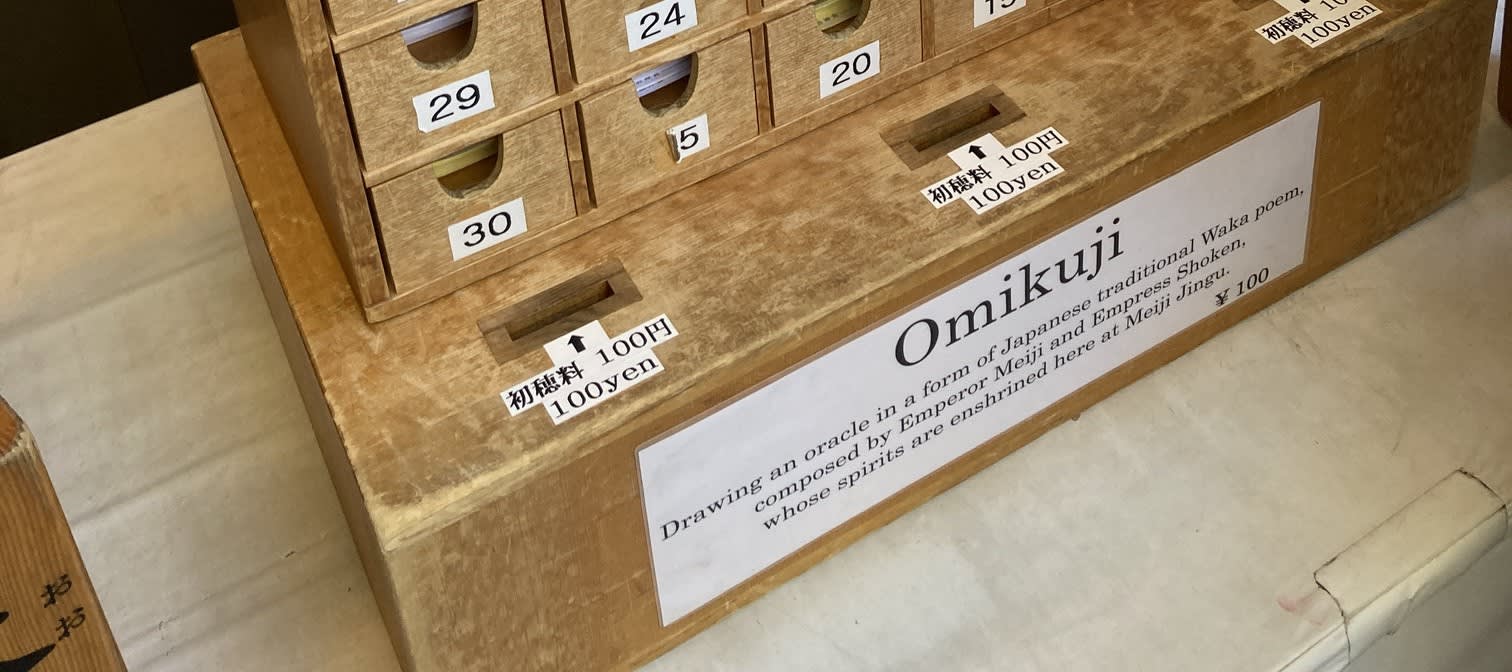 24
29
20
5
30
初穂料 100円
100yen
初穂料 100円
100yen
初穂料
100yen
Omikuji
Drawing an oracle in a form of Japanese traditional Waka poem,
composed by Emperor Meiji and Empress Shoken,
whose spirits are enshrined here at Meiji Jingu.
¥ 100
おお